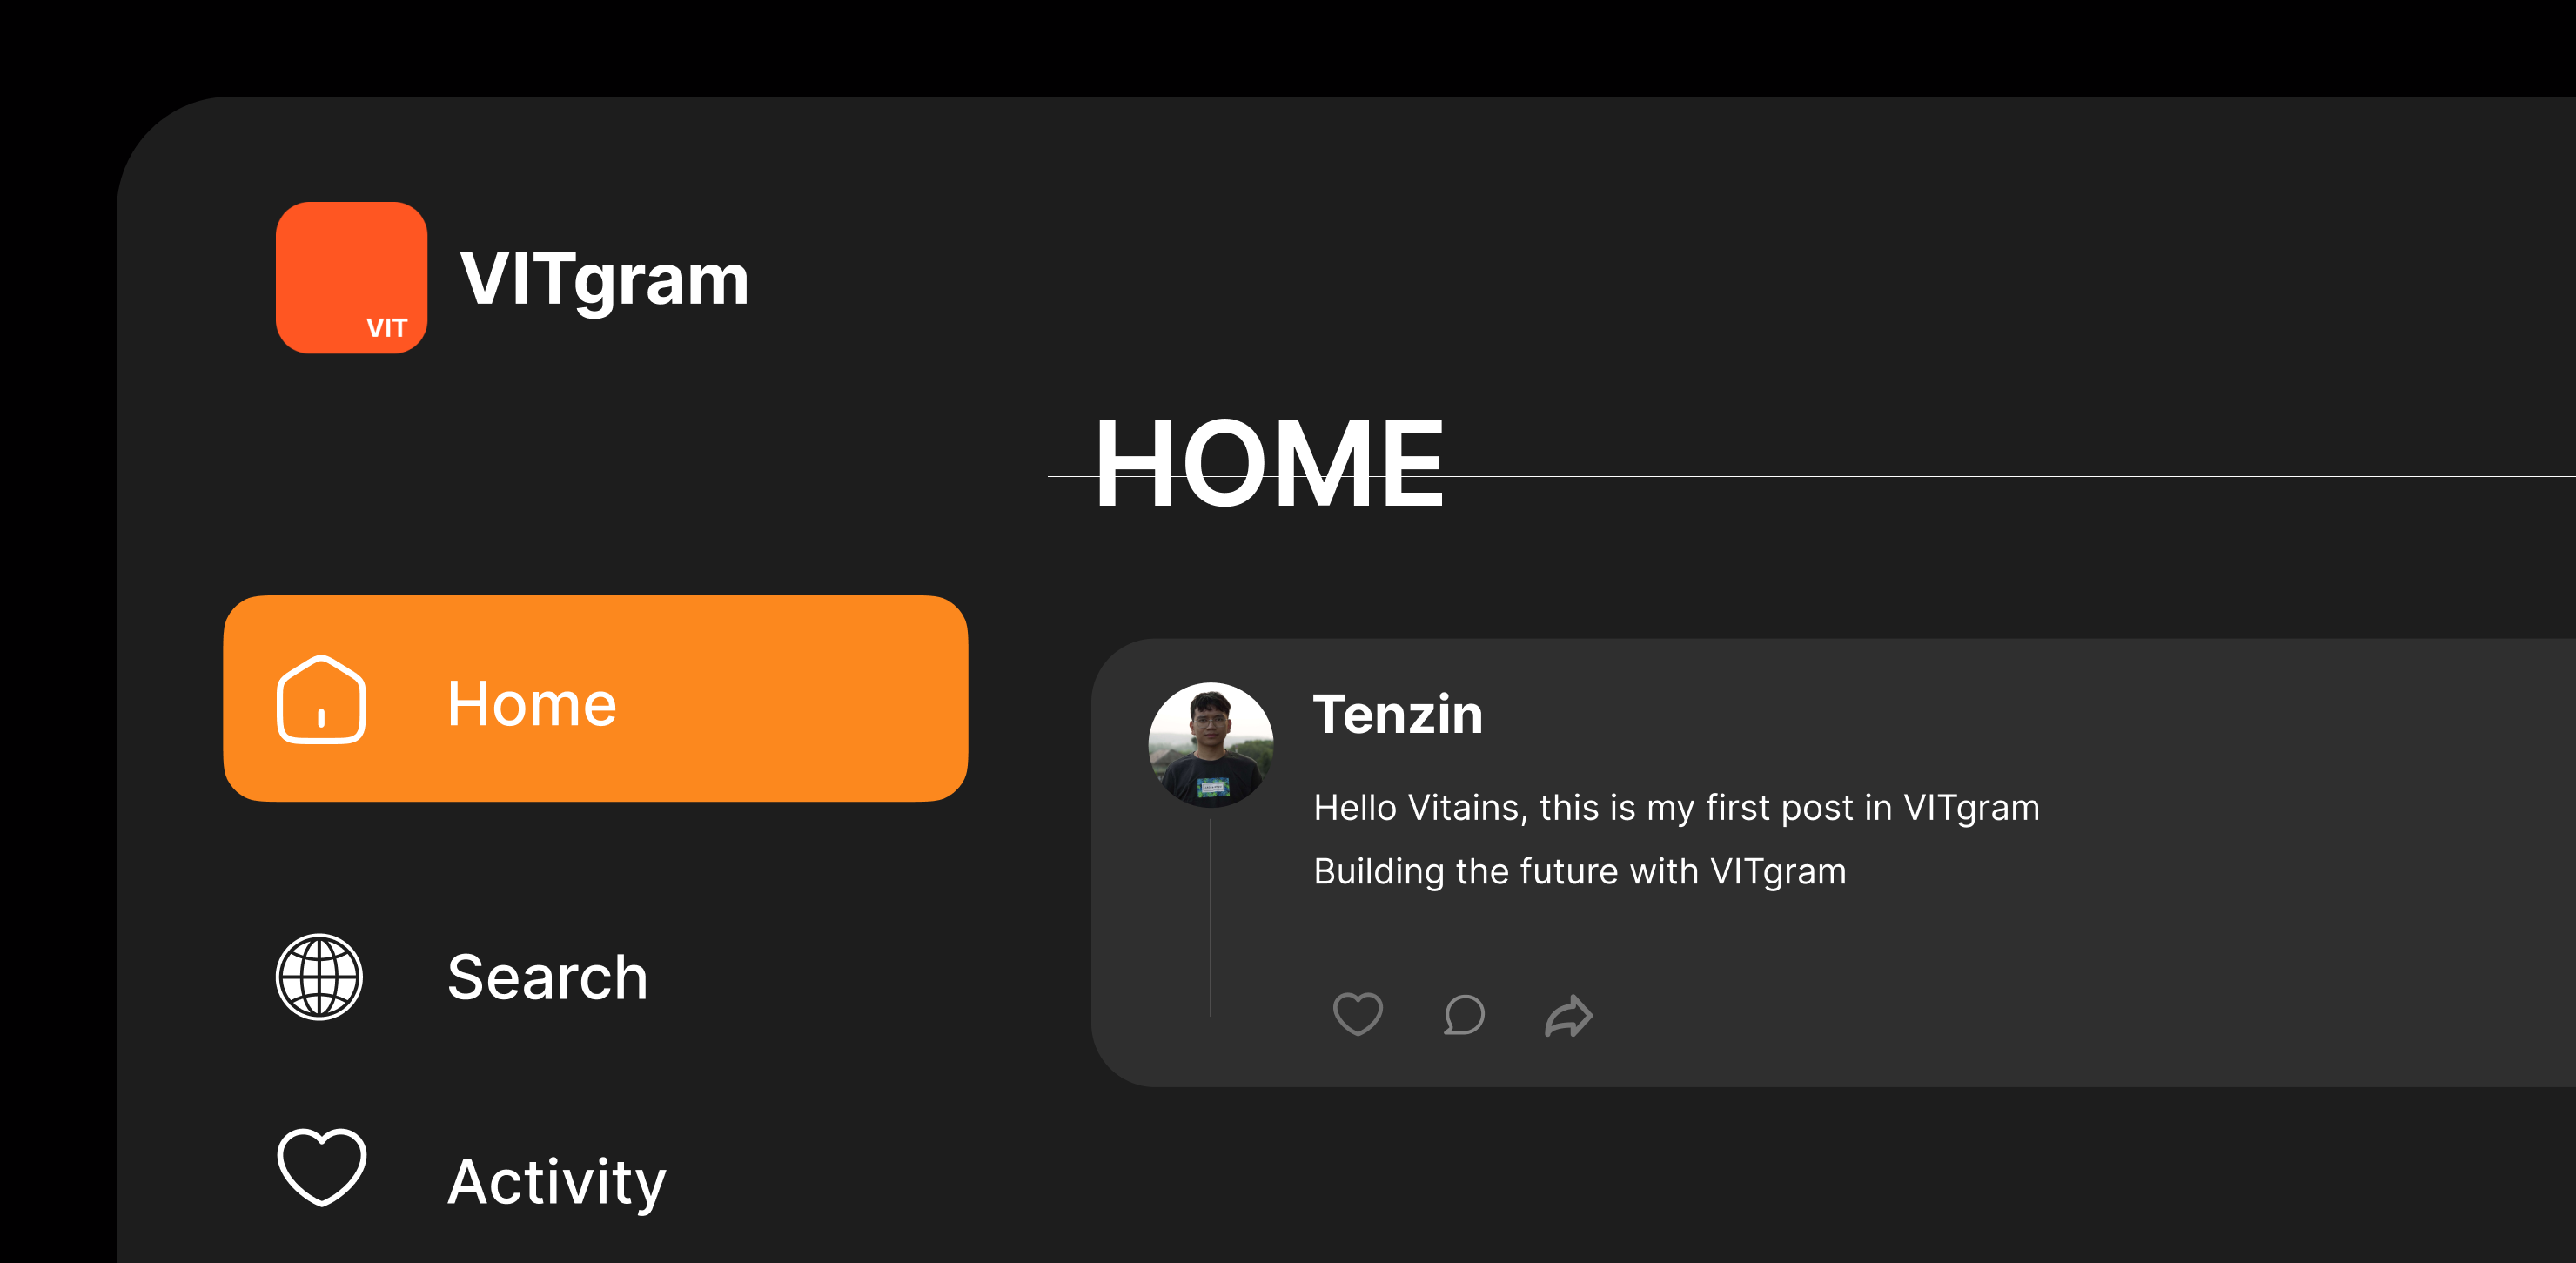 VIT
VITgram
HOME
Home
Tenzin
Hello Vitains, this is my first post in VITgram
Building the future with VITgram
Search
Activity